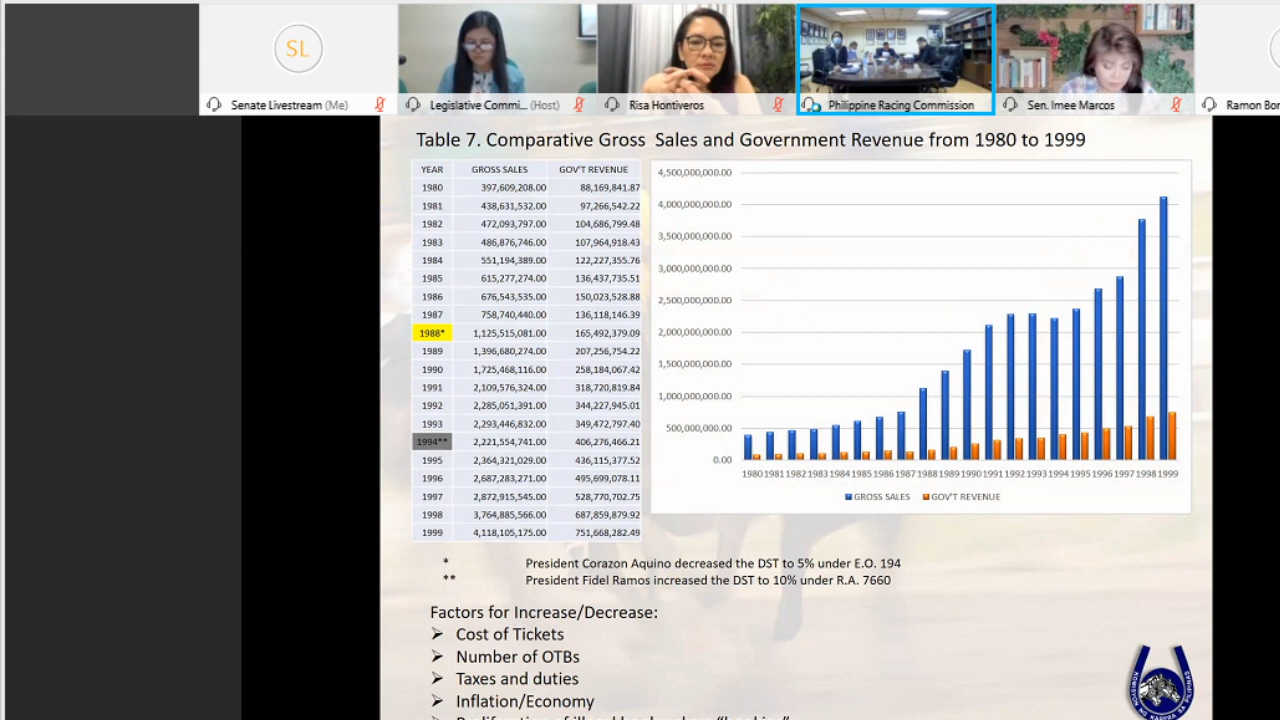 SL
Senate Livestream (Me)
Legislative Commi... (Host)
Risa Hontiveros
Philippine Racing Commission
Sen. Imee Marcos
Ramon Bon
Table 7. Comparative Gross Sales and Government Revenue from 1980 to 1999
YEAR GROSS SALES GOV'T REVENUE
1980 397,609,208.00 88,169,841.87
1981 438,631,532.00 97,266,542.22
1982 472,093,797.00 104,686,799.48
1983 486,876,746.00 107,964,918.43
1984 551,194,389.00 122,227,355.76
1985 615,277,274.00 136,437,735.51
1986 676,543,535.00 150,023,528.88
1987 758,740,440.00 136,118,146.39
1988* 1,125,515,081.00 165,492,379.09
1989 1,396,680,274.00 207,256,754.22
1990 1,725,468,116.00 258,184,067.42
1991 2,109,576,324.00 318,720,819.84
1992 2,285,051,391.00 344,227,945.01
1993 2,293,446,832.00 349,472,797.40
1994** 2,221,554,741.00 406,276,466.21
1995 2,364,321,029.00 436,115,377.52
1996 2,687,283,271.00 495,699,078.11
1997 2,872,915,545.00 528,770,702.75
1998 3,764,885,566.00 687,859,879.92
1999 4,118,105,175.00 751,668,282.49
4,500,000,000.00
4,000,000,000.00
3,500,000,000.00
3,000,000,000.00
2,500,000,000.00
2,000,000,000.00
1,500,000,000.00
1,000,000,000.00
500,000,000.00
0.00
1980 1981 1982 1983 1984 1985 1986 1987 1988 1989 1990 1991 1992 1993 1994 1995 1996 1997 1998 1999
GROSS SALES GOV'T REVENUE
* President Corazon Aquino decreased the DST to 5% under E.O. 194
** President Fidel Ramos increased the DST to 10% under R.A. 7660
Factors for Increase/Decrease:
Cost of Tickets
Number of OTBs
Taxes and duties
Inflation/Economy